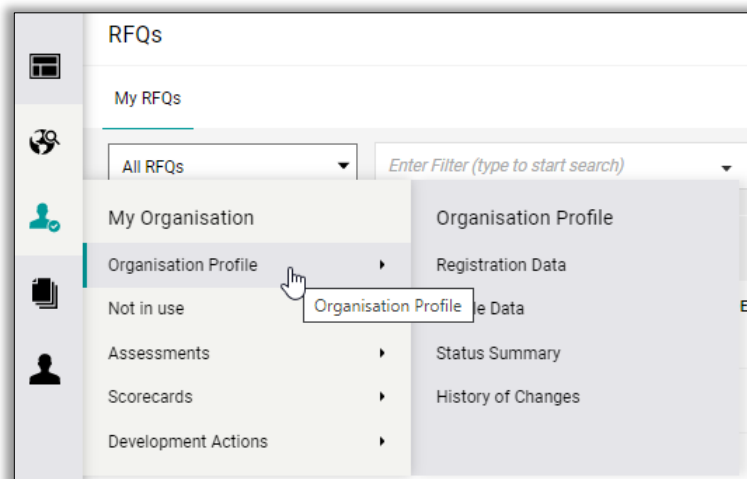 RFQs
My RFQs
All RFQs
Enter Filter (type to start search)
My Organisation
Organisation Profile
Not in use
Assessments
Scorecards
Development Actions
Organisation Profile
Organisation Profile
Registration Data
Data
Status Summary
History of Changes